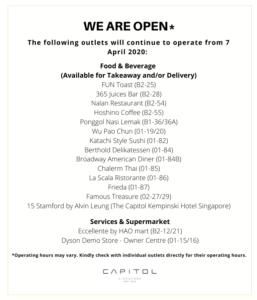 WE ARE OPEN*
The following outlets will continue to operate from 7
April 2020:
Food & Beverage
(Available for Takeaway and/or Delivery)
FUN Toast (B2-25)
365 Juices Bar (B2-28)
Nalan Restaurant (B2-54)
Hoshino Coffee (B2-55)
Ponggol Nasi Lemak (B1-36/36A)
Wu Pao Chun (01-19/20)
Katachi Style Sushi (01-82)
Berthold Delikatessen (01-84)
Broadway American Diner (01-84B)
Chalerm Thai (01-85)
La Scala Ristorante (01-86)
Frieda (01-87)
Famous Treasure (02-27/29)
15 Stamford by Alvin Leung (The Capitol Kempinski Hotel Singapore)
Services & Supermarket
Eccellente by HAO mart (B2-12/21)
Dyson Demo Store - Owner Centre (01-15/16)
*Operating hours may vary. Kindly check with individual outlets directly for their operating hours.
CAPITOL